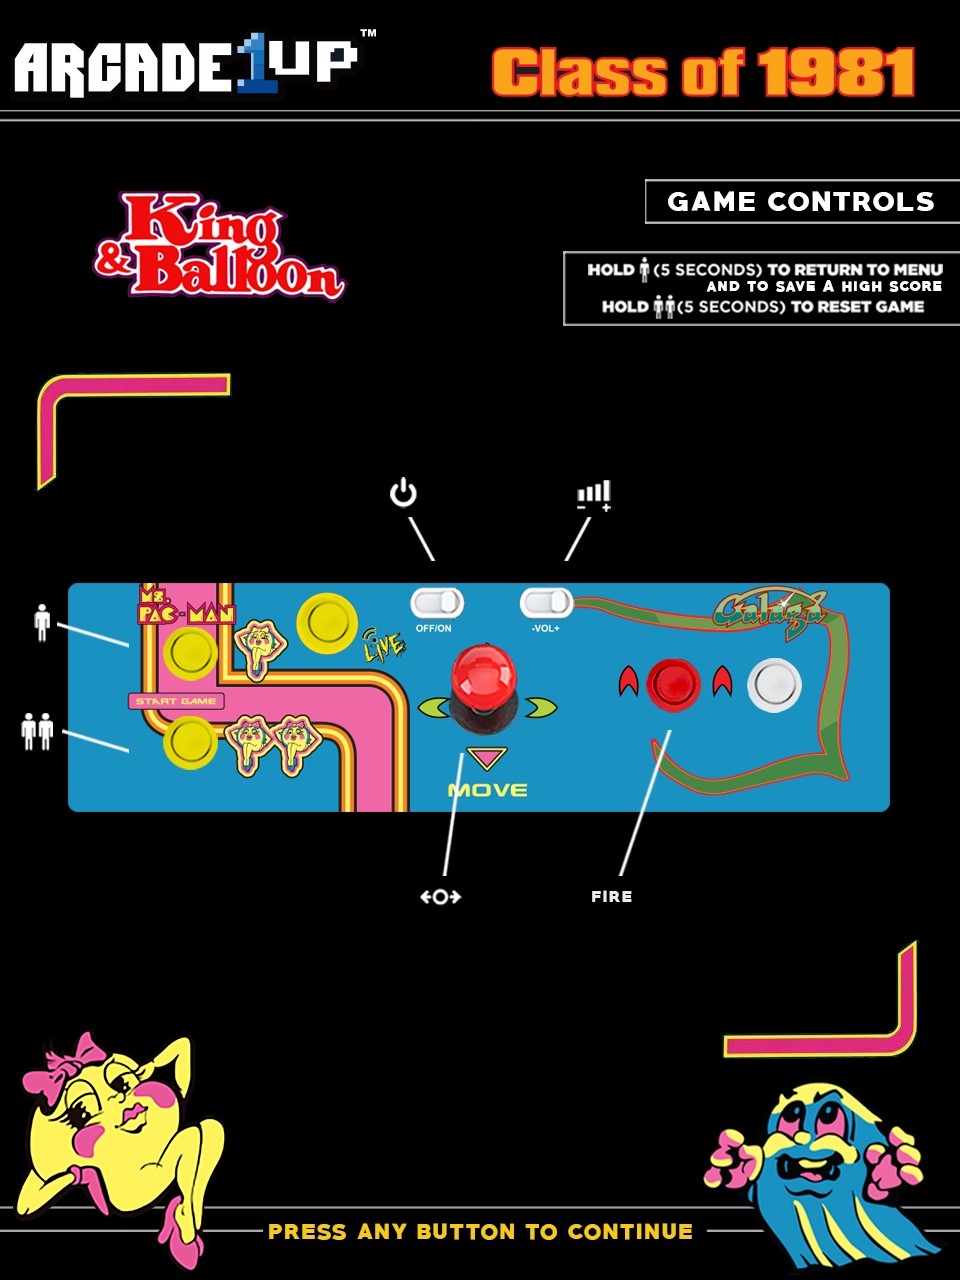 ARCADE1UP™
Class of 1981
King
& Balloon
GAME CONTROLS
HOLD (5 SECONDS) TO RETURN TO MENU
AND TO SAVE A HIGH SCORE
HOLD (5 SECONDS) TO RESET GAME
- +
Ms.
PAC-MAN
LIVE
OFF/ON
-VOL+
Galaga
START GAME
MOVE
FIRE
PRESS ANY BUTTON TO CONTINUE